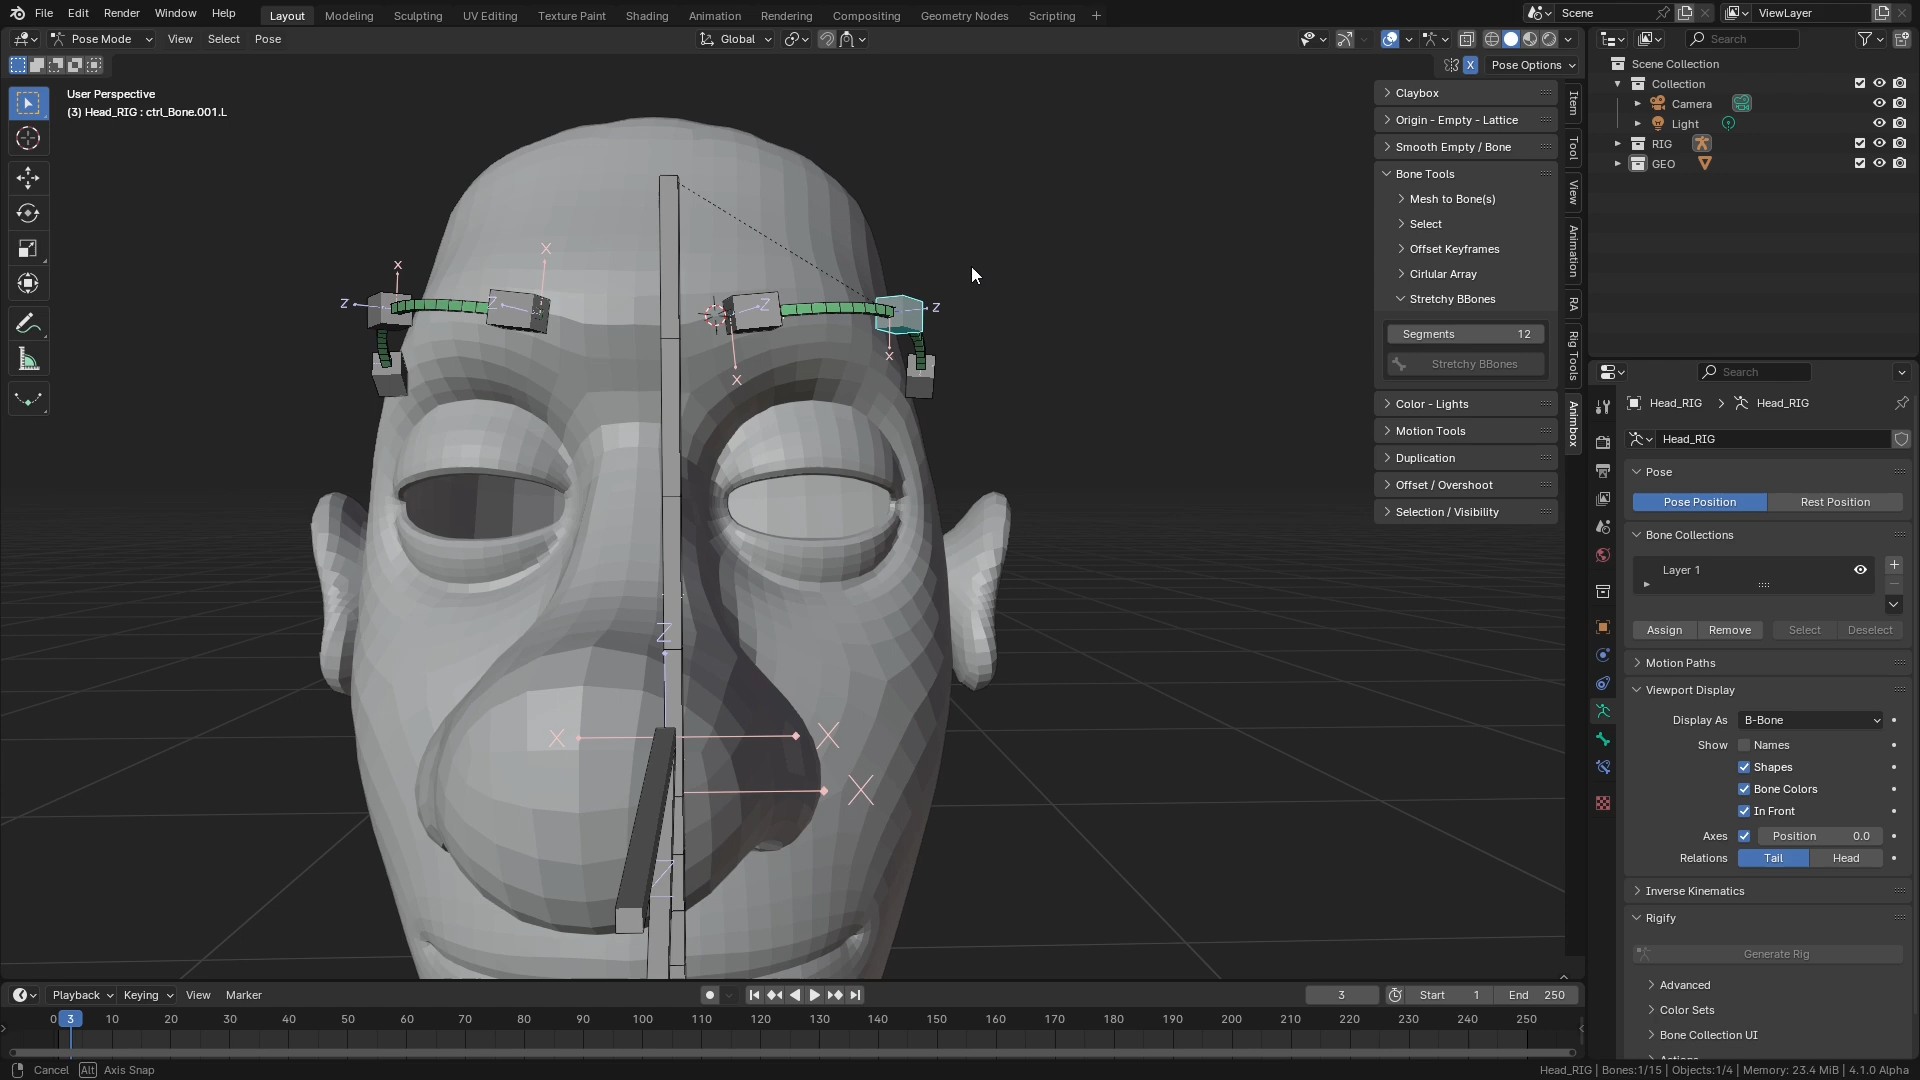 File Edit Render Window Help Layout Modeling Sculpting UV Editing Texture Paint Shading Animation Rendering Compositing Geometry Nodes Scripting + Scene ViewLayer
Pose Mode View Select Pose Global Search
X Pose Options
Scene Collection
Collection
Camera
Light
RIG
GEO
User Perspective
(3) Head_RIG : ctrl_Bone.001.L
Claybox
Origin - Empty - Lattice
Smooth Empty / Bone
Bone Tools
Mesh to Bone(s)
Select
Offset Keyframes
Cirlular Array
Stretchy BBones
Segments 12
Stretchy BBones
Color - Lights
Motion Tools
Duplication
Offset / Overshoot
Selection / Visibility
Item
Tool
View
Animation
RA
Rig Tools
Animbox
X
X
Z
Z
Z
Z
X
X
Z
X
X
X
Z
Search
Head_RIG > Head_RIG
Head_RIG
Pose
Pose Position Rest Position
Bone Collections
Layer 1
Assign Remove Select Deselect
Motion Paths
Viewport Display
Display As B-Bone
Show Names
Shapes
Bone Colors
In Front
Axes Position 0.0
Relations Tail Head
Inverse Kinematics
Rigify
Generate Rig
Advanced
Color Sets
Bone Collection UI
Actions
Playback Keying View Marker 3 Start 1 End 250
0 3 10 20 30 40 50 60 70 80 90 100 110 120 130 140 150 160 170 180 190 200 210 220 230 240 250
Cancel Alt Axis Snap Head_RIG | Bones:1/15 | Objects:1/4 | Memory: 23.4 MiB | 4.1.0 Alpha